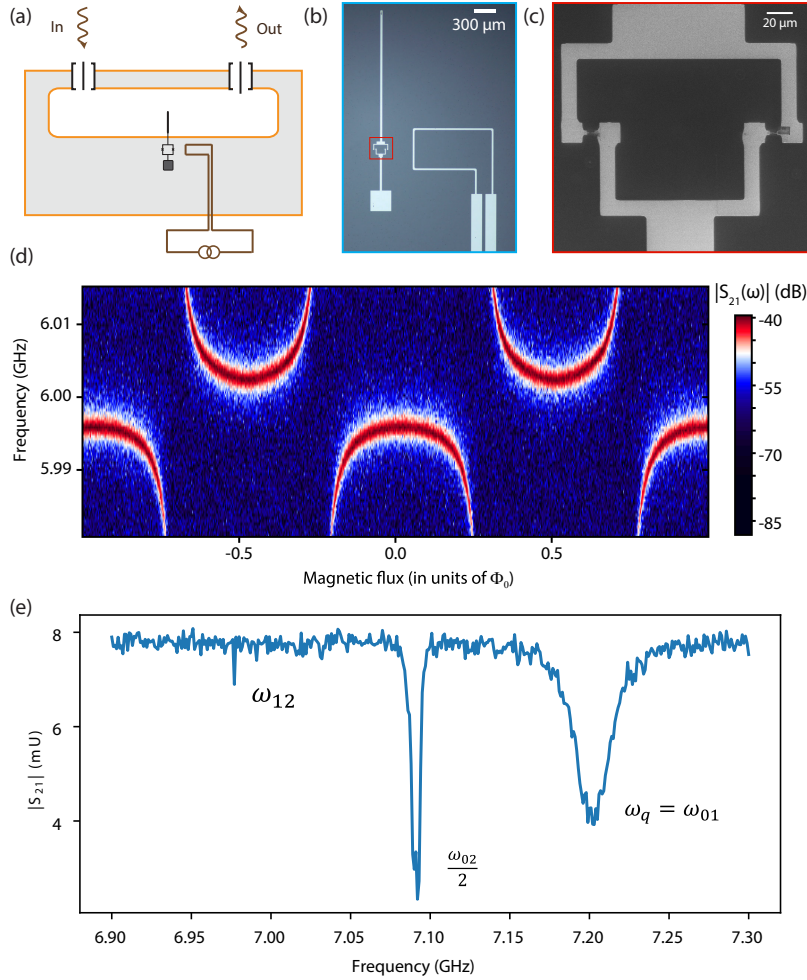 (a)
In
Out
(b)
300 µm
(c)
20 µm
(d)
Frequency (GHz)
6.01
6.00
5.99
-0.5
0.0
0.5
Magnetic flux (in units of Φ₀)
|S₂₁(ω)| (dB)
-40
-55
-70
-85
(e)
|S₂₁| (mU)
8
6
4
ω₁₂
ω₀₂/2
ω_q = ω₀₁
6.90
6.95
7.00
7.05
7.10
7.15
7.20
7.25
7.30
Frequency (GHz)